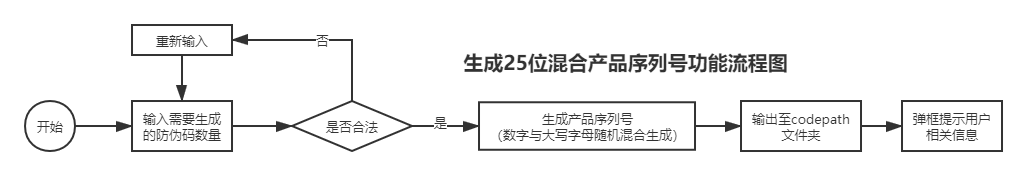 重新输入
否
生成25位混合产品序列号功能流程图
开始
输入需要生成
的防伪码数量
是否合法
是
生成产品序列号
(数字与大写字母随机混合生成)
输出至codepath
文件夹
弹框提示用户
相关信息